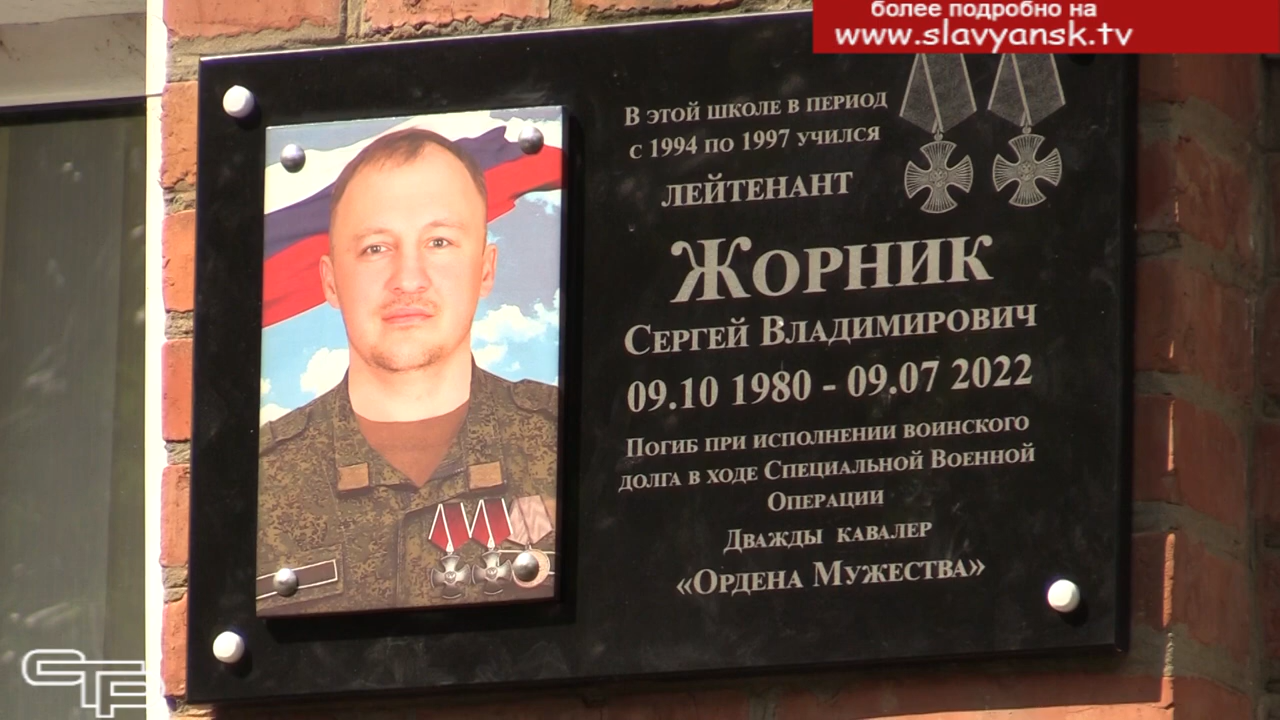 более подробно на
www.slavyansk.tv
В этой школе в период
с 1994 по 1997 учился
ЛЕЙТЕНАНТ
ЖОРНИК
СЕРГЕЙ ВЛАДИМИРОВИЧ
09.10 1980 - 09.07 2022
ПОГИБ ПРИ ИСПОЛНЕНИИ ВОИНСКОГО
ДОЛГА В ХОДЕ СПЕЦИАЛЬНОЙ ВОЕННОЙ
ОПЕРАЦИИ
ДВАЖДЫ КАВАЛЕР
«ОРДЕНА МУЖЕСТВА»
СТР